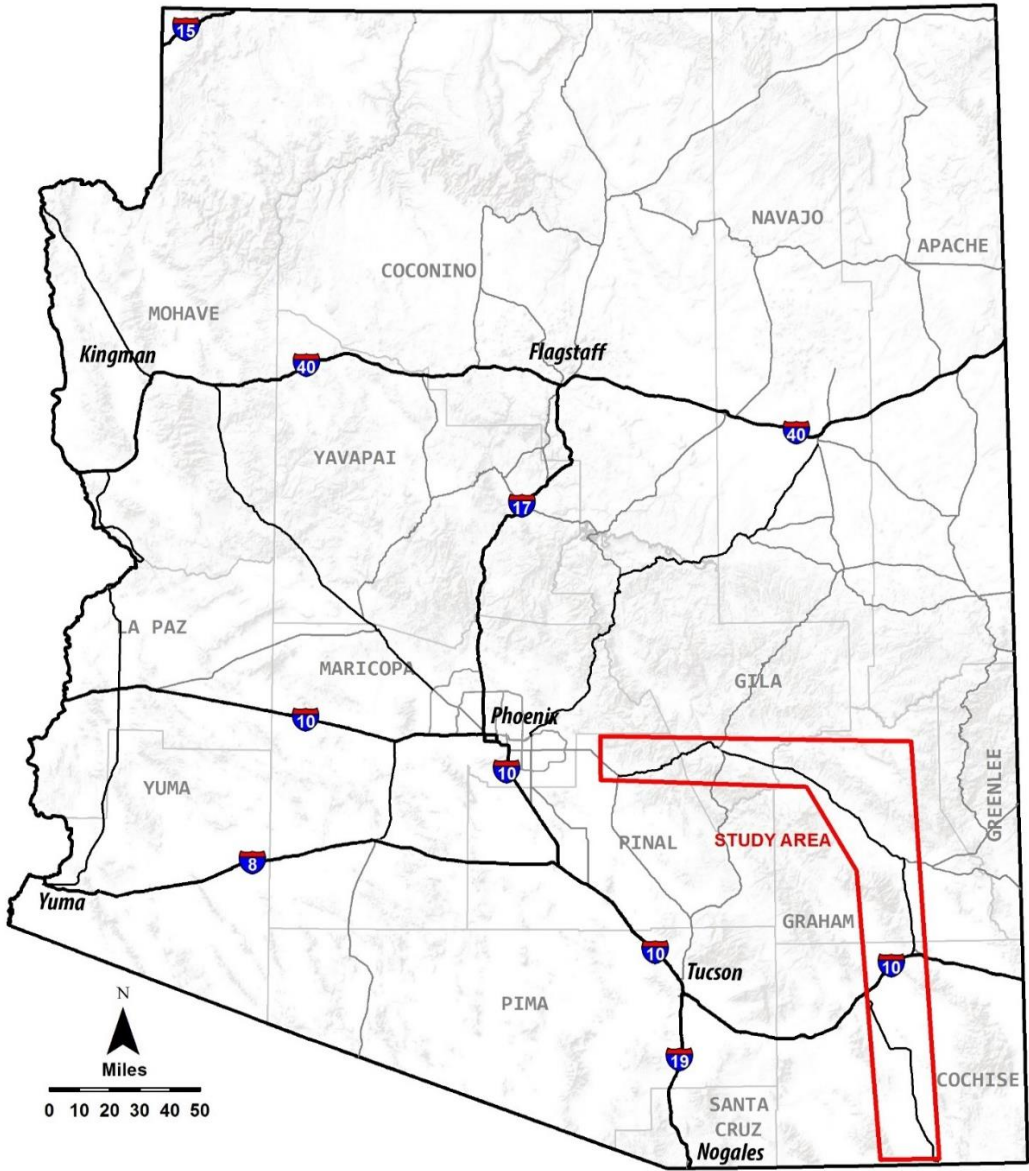 15
NAVAJO
APACHE
COCONINO
MOHAVE
Kingman
Flagstaff
40
40
YAVAPAI
17
LA PAZ
MARICOPA
GILA
Phoenix
10
10
YUMA
GREENLEE
PINAL
STUDY AREA
8
Yuma
GRAHAM
10
10
Tucson
PIMA
N
Miles
0 10 20 30 40 50
19
COCHISE
SANTA
CRUZ
Nogales